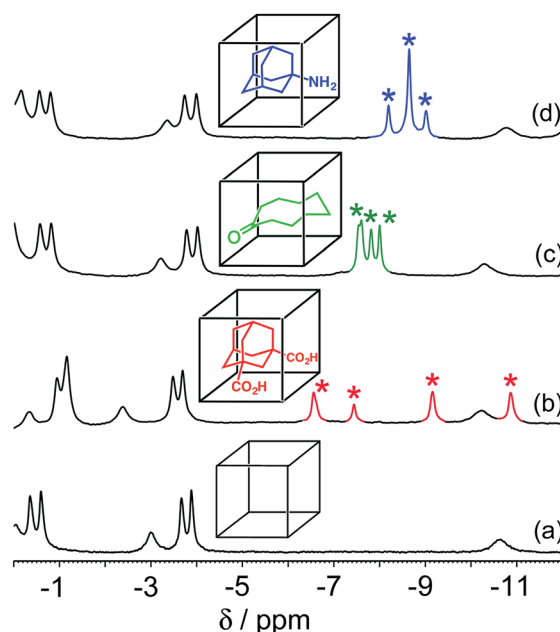 * * *
NH₂
(d)
* * *
O
(c)
CO₂H
CO₂H
* * * *
(b)
(a)
-1 -3 -5 -7 -9 -11
δ / ppm